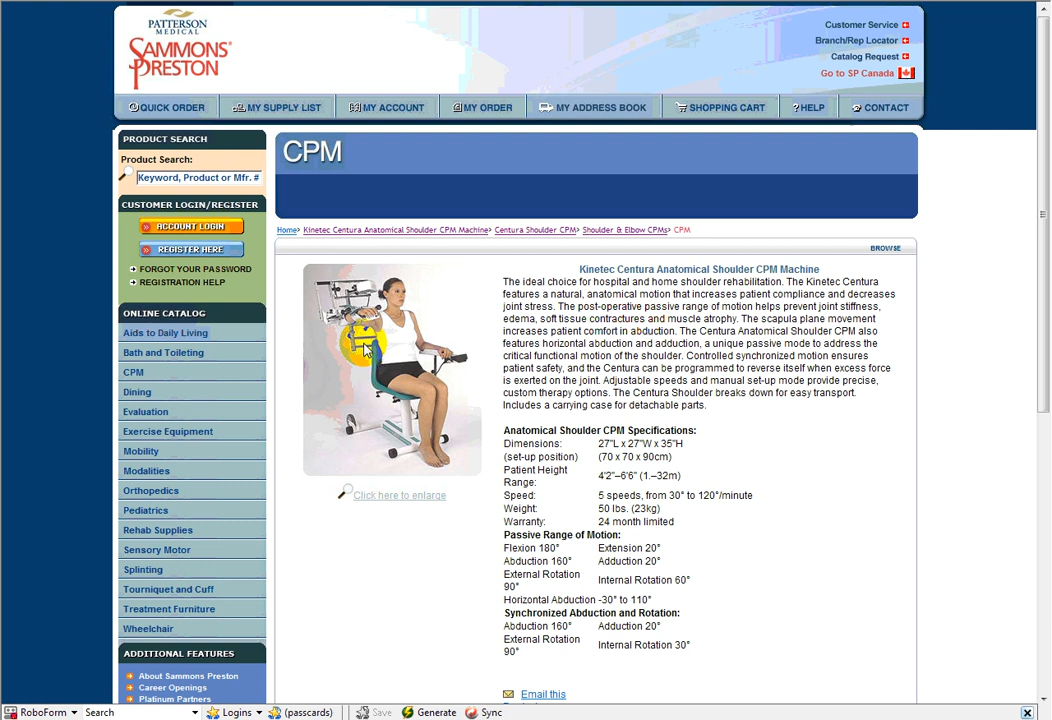 PATTERSON
MEDICAL
SAMMONS®
PRESTON
Customer Service
Branch/Rep Locator
Catalog Request
Go to SP Canada
QUICK ORDER MY SUPPLY LIST MY ACCOUNT MY ORDER MY ADDRESS BOOK SHOPPING CART ? HELP CONTACT
PRODUCT SEARCH
Product Search:
Keyword, Product or Mfr. #
CUSTOMER LOGIN/REGISTER
ACCOUNT LOGIN
REGISTER HERE
FORGOT YOUR PASSWORD
REGISTRATION HELP
ONLINE CATALOG
Aids to Daily Living
Bath and Toileting
CPM
Dining
Evaluation
Exercise Equipment
Mobility
Modalities
Orthopedics
Pediatrics
Rehab Supplies
Sensory Motor
Splinting
Tourniquet and Cuff
Treatment Furniture
Wheelchair
ADDITIONAL FEATURES
About Sammons Preston
Career Openings
Platinum Partners
CPM
Home> Kinetec Centura Anatomical Shoulder CPM Machine> Centura Shoulder CPM> Shoulder & Elbow CPMs> CPM
BROWSE
Click here to enlarge
Kinetec Centura Anatomical Shoulder CPM Machine
The ideal choice for hospital and home shoulder rehabilitation. The Kinetec Centura
features a natural, anatomical motion that increases patient compliance and decreases
joint stress. The post-operative passive range of motion helps prevent joint stiffness,
edema, soft tissue contractures and muscle atrophy. The scapula plane movement
increases patient comfort in abduction. The Centura Anatomical Shoulder CPM also
features horizontal abduction and adduction, a unique passive mode to address the
critical functional motion of the shoulder. Controlled synchronized motion ensures
patient safety, and the Centura can be programmed to reverse itself when excess force
is exerted on the joint. Adjustable speeds and manual set-up mode provide precise,
custom therapy options. The Centura Shoulder breaks down for easy transport.
Includes a carrying case for detachable parts.
Anatomical Shoulder CPM Specifications:
Dimensions: 27"L x 27"W x 35"H
(set-up position) (70 x 70 x 90cm)
Patient Height
Range: 4'2"–6'6" (1.–32m)
Speed: 5 speeds, from 30° to 120°/minute
Weight: 50 lbs. (23kg)
Warranty: 24 month limited
Passive Range of Motion:
Flexion 180° Extension 20°
Abduction 160° Adduction 20°
External Rotation
90° Internal Rotation 60°
Horizontal Abduction -30° to 110°
Synchronized Abduction and Rotation:
Abduction 160° Adduction 20°
External Rotation
90° Internal Rotation 30°
Email this
RoboForm Search Logins (passcards) Save Generate Sync